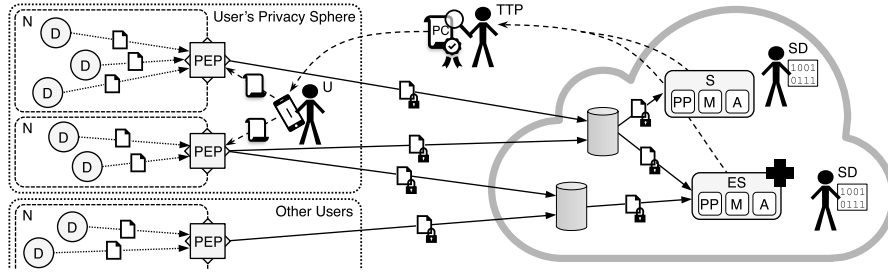 N
User's Privacy Sphere
TTP
D
D
D
PEP
PC
U
SD
1001
0111
S
PP M A
N
D
D
PEP
ES
PP M A
SD
1001
0111
N
Other Users
D
D
PEP